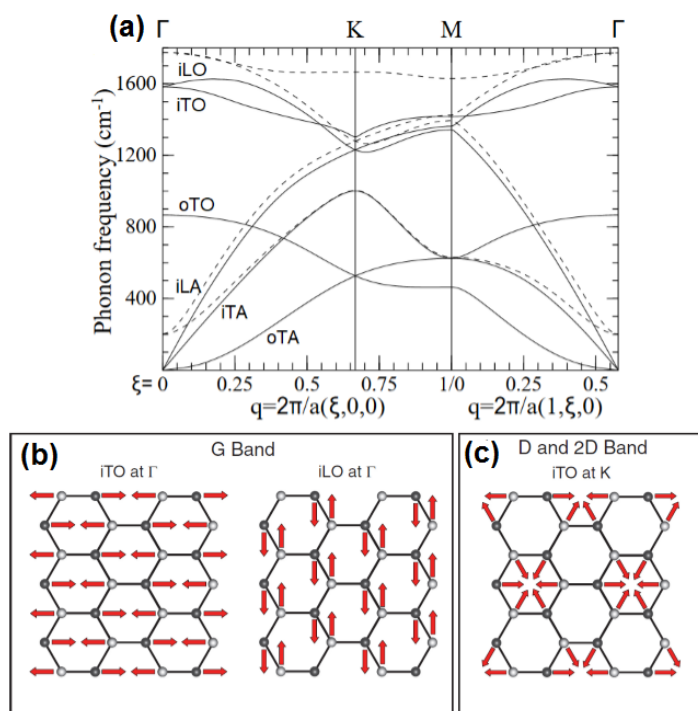 (a) Γ K M Γ
Phonon frequency (cm⁻¹)
1600
1200
800
400
iLO
iTO
oTO
iLA
iTA
oTA
ξ= 0 0.25 0.75 1/0 0.25 0.5
q=2π/a(ξ,0,0) q=2π/a(1,ξ,0)
(b) G Band
iTO at Γ iLO at Γ
(c) D and 2D Band
iTO at K